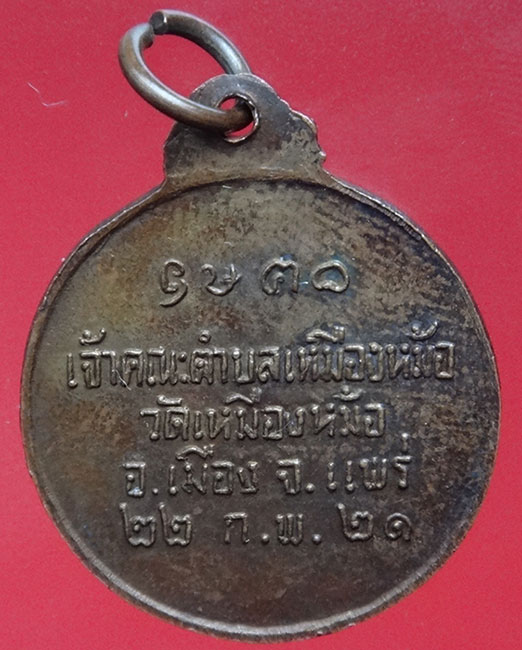 เจ้าคณะตำบลเหมืองหม้อ
วัดเหมืองหม้อ
อ.เมือง จ.แพร่
๒๒ ก.พ. ๒๑